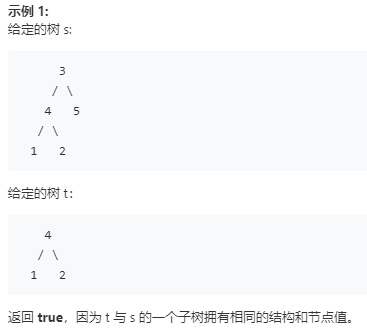 示例 1:
给定的树 s:
3
/ \
4 5
/ \
1 2
给定的树 t:
4
/ \
1 2
返回 true，因为 t 与 s 的一个子树拥有相同的结构和节点值。